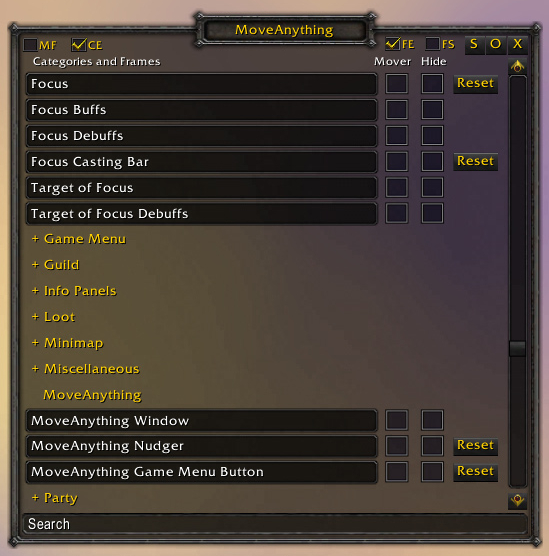 MoveAnything
MF CE FE FS S O X
Categories and Frames Mover Hide
Focus Reset
Focus Buffs
Focus Debuffs
Focus Casting Bar Reset
Target of Focus
Target of Focus Debuffs
+ Game Menu
+ Guild
+ Info Panels
+ Loot
+ Minimap
+ Miscellaneous
MoveAnything
MoveAnything Window
MoveAnything Nudger Reset
MoveAnything Game Menu Button Reset
+ Party
Search